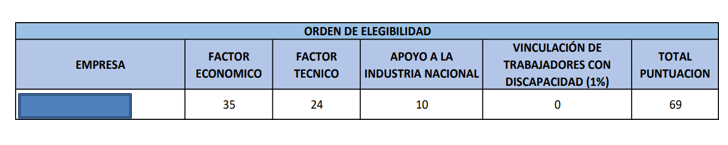 ORDEN DE ELEGIBILIDAD
EMPRESA
FACTOR
ECONOMICO
FACTOR
TECNICO
APOYO A LA
INDUSTRIA NACIONAL
VINCULACIÓN DE
TRABAJADORES CON
DISCAPACIDAD (1%)
TOTAL
PUNTUACION
35 24 10 0 69